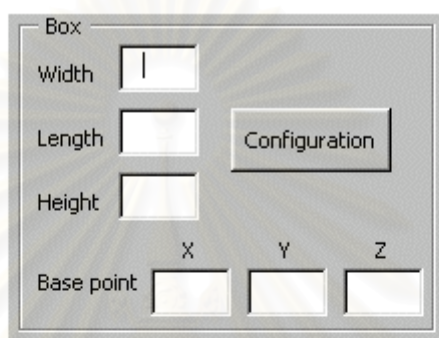 Box
Width
Length
Configuration
Height
X Y Z
Base point